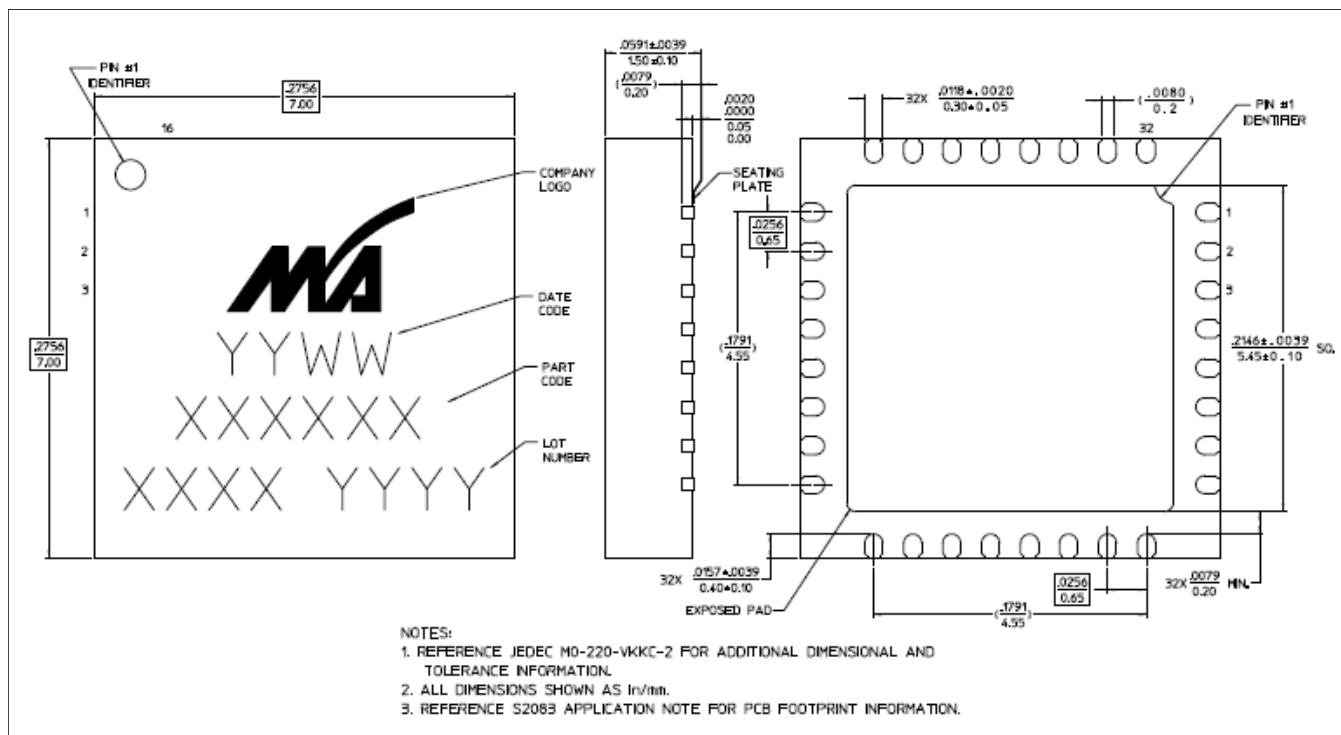 PIN #1
IDENTIFIER
.2756
7.00
16
1
2
3
.2756
7.00
COMPANY
LOGO
MA
DATE
CODE
YYWW
PART
CODE
XXXXXX
LOT
NUMBER
XXXX YYYY
.0591±.0039
1.50±0.10
(.0079
0.20)
.0020
.0000
0.05
0.00
SEATING
PLATE
.0256
0.65
(.1791
4.55)
32X .0118±.0020
0.30±0.05
(.0080
0.2)
32
PIN #1
IDENTIFIER
1
2
3
.2146±.0039 SQ.
5.45±0.10
32X .0157±.0039
0.40±0.10
EXPOSED PAD
.0256
0.65
(.1791
4.55)
32X .0079 MIN.
0.20
NOTES:
1. REFERENCE JEDEC MO-220-VKKC-2 FOR ADDITIONAL DIMENSIONAL AND
TOLERANCE INFORMATION.
2. ALL DIMENSIONS SHOWN AS in/mm.
3. REFERENCE S2083 APPLICATION NOTE FOR PCB FOOTPRINT INFORMATION.